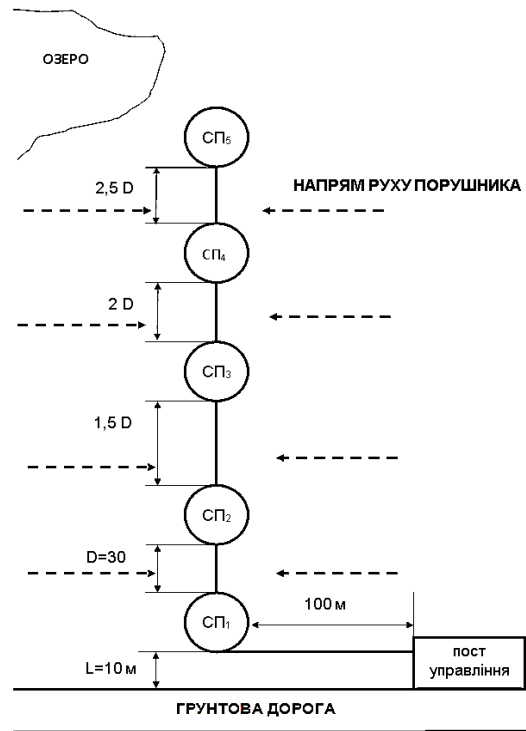 ОЗЕРО
СП₅
2,5 D
НАПРЯМ РУХУ ПОРУШНИКА
СП₄
2 D
СП₃
1,5 D
СП₂
D=30
100 м
СП₁
L=10 м
пост
управління
ГРУНТОВА ДОРОГА